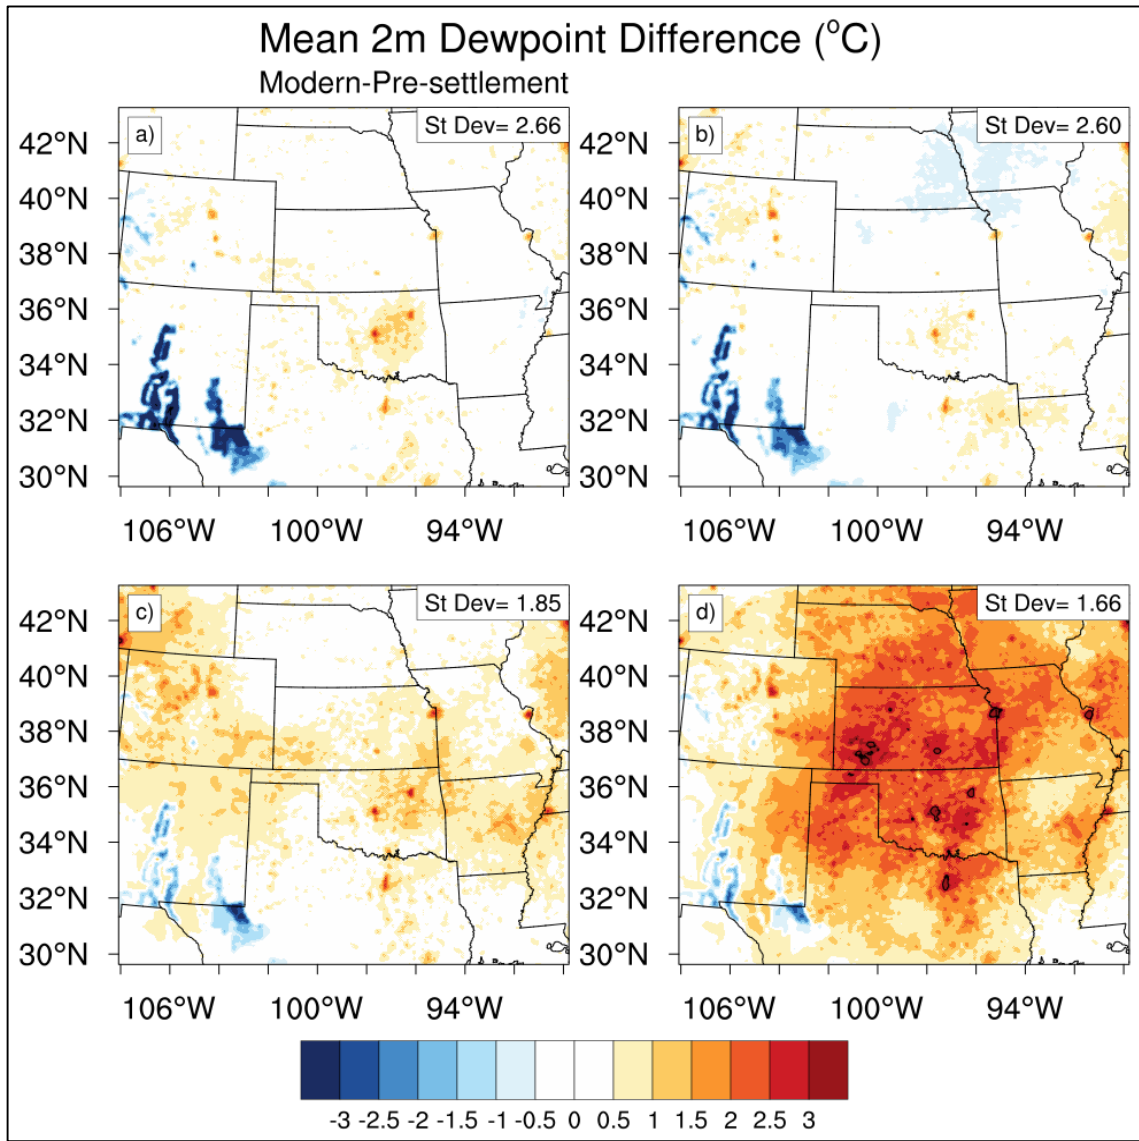 Mean 2m Dewpoint Difference (°C)
Modern-Pre-settlement
a)
St Dev= 2.66
b)
St Dev= 2.60
42°N
40°N
38°N
36°N
34°N
32°N
30°N
42°N
40°N
38°N
36°N
34°N
32°N
30°N
106°W 100°W 94°W
106°W 100°W 94°W
c)
St Dev= 1.85
d)
St Dev= 1.66
42°N
40°N
38°N
36°N
34°N
32°N
30°N
42°N
40°N
38°N
36°N
34°N
32°N
30°N
106°W 100°W 94°W
106°W 100°W 94°W
-3 -2.5 -2 -1.5 -1 -0.5 0 0.5 1 1.5 2 2.5 3